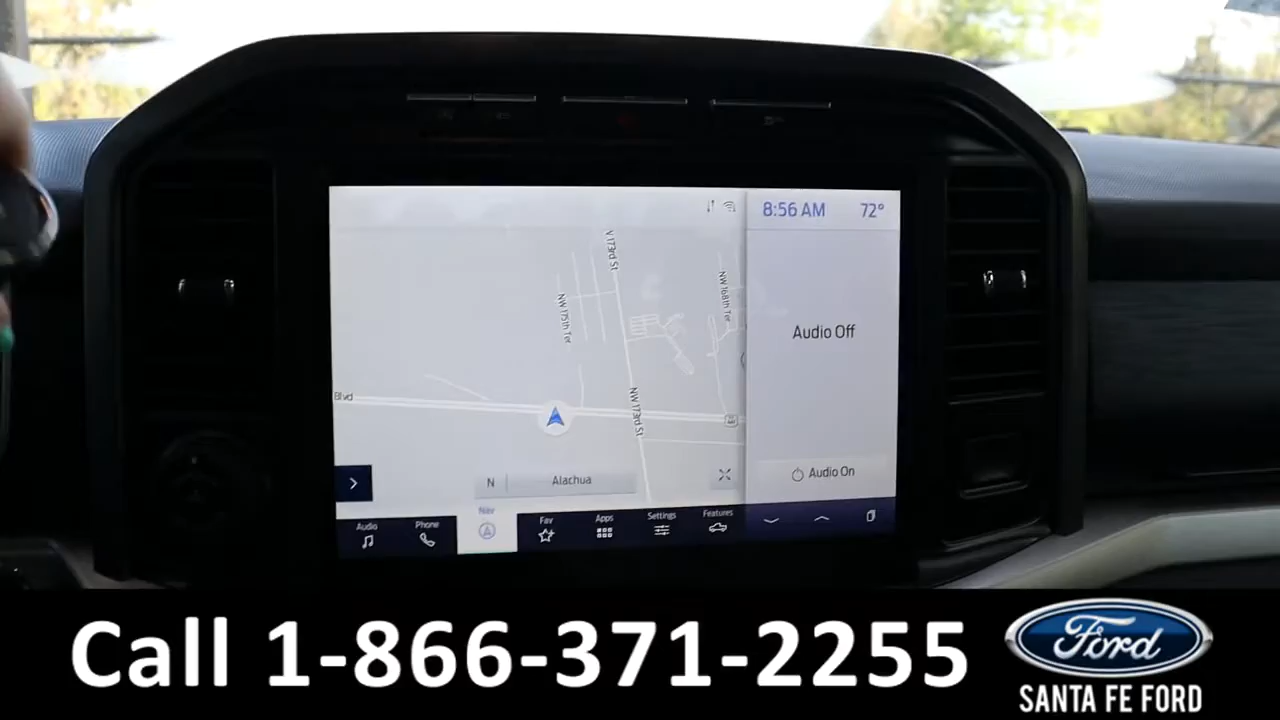 8:56 AM 72°
V 173rd St
NW 168th Ter
NW 175th Ter
Audio Off
Blvd
NW 173rd St
Audio On
N Alachua
Audio Phone Nav Fav Apps Settings Features
Call 1-866-371-2255
Ford
SANTA FE FORD